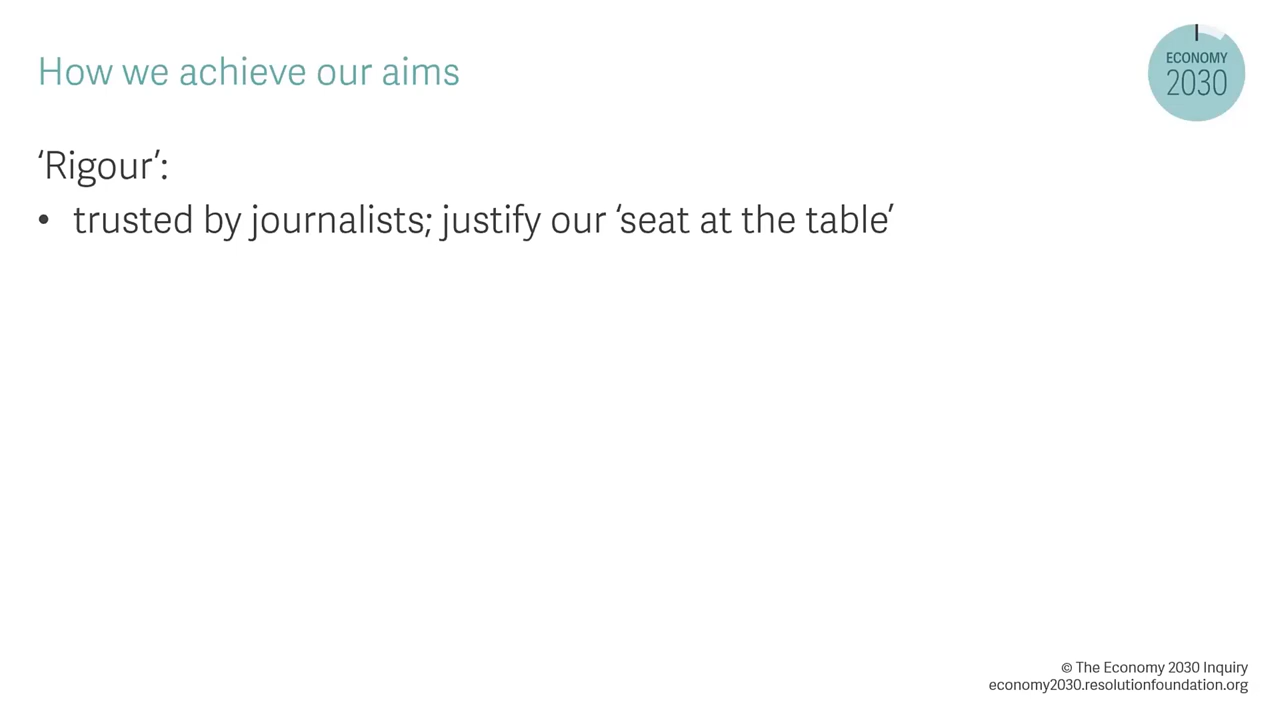 How we achieve our aims
ECONOMY
2030
‘Rigour’:
• trusted by journalists; justify our ‘seat at the table’
© The Economy 2030 Inquiry
economy2030.resolutionfoundation.org